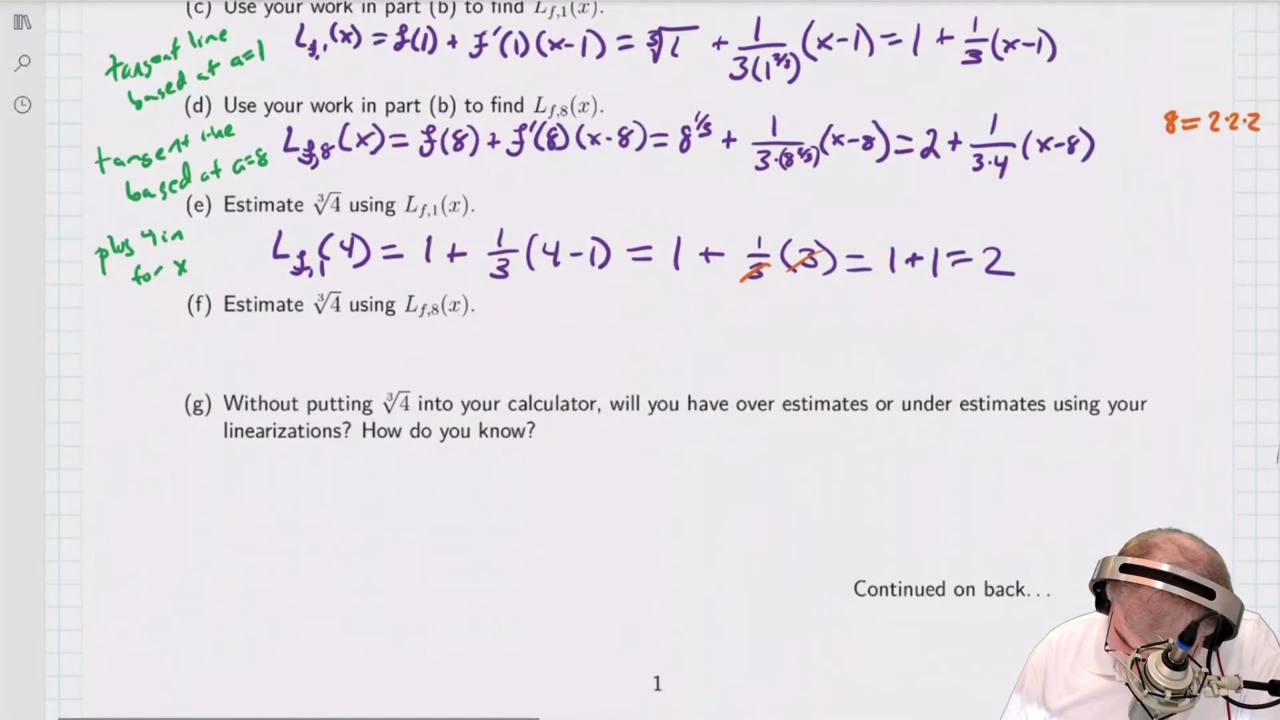 (c) Use your work in part (b) to find L_{f,1}(x).
tangent line
based at a=1
L_{f,1}(x) = f(1) + f'(1)(x-1) = ∛1 + 1/(3(1^{2/3}))(x-1) = 1 + 1/3(x-1)
(d) Use your work in part (b) to find L_{f,8}(x).
tangent line
based at a=8
L_{f,8}(x) = f(8) + f'(8)(x-8) = 8^{1/3} + 1/(3·(8^{2/3}))(x-8) = 2 + 1/(3·4)(x-8)
8=2·2·2
(e) Estimate ∛4 using L_{f,1}(x).
plug 4 in
for x
L_{f,1}(4) = 1 + 1/3(4-1) = 1 + 1/3(3) = 1+1=2
(f) Estimate ∛4 using L_{f,8}(x).
(g) Without putting ∛4 into your calculator, will you have over estimates or under estimates using your
linearizations? How do you know?
Continued on back...
1